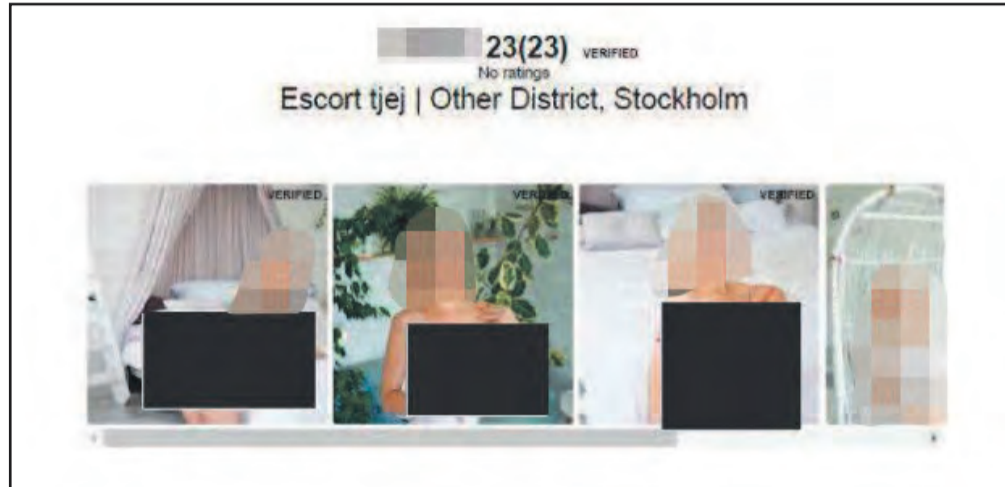 23(23) VERIFIED
No ratings
Escort tjej | Other District, Stockholm
VERIFIED
VERIFIED
VERIFIED